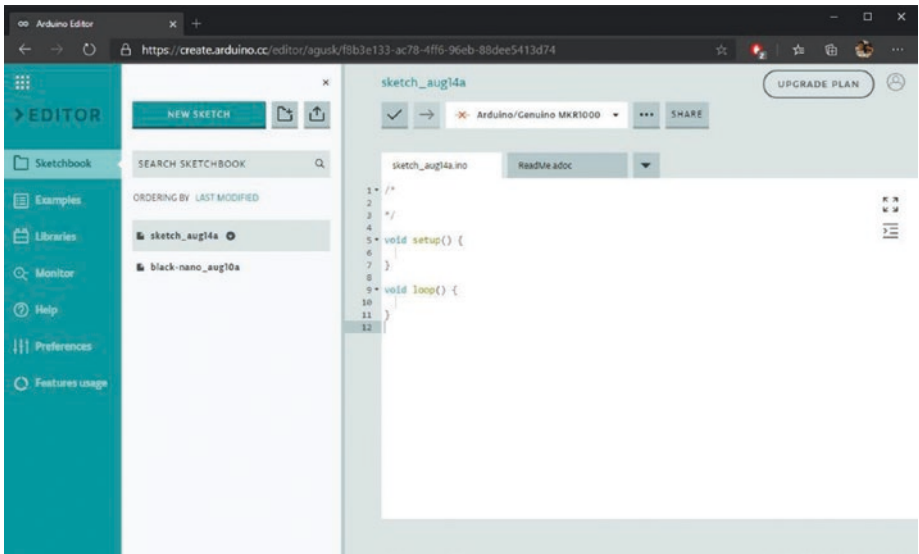 Arduino Editor
https://create.arduino.cc/editor/agusk/f8b3e133-ac78-4ff6-96eb-88dee5413d74
EDITOR
Sketchbook
Examples
Libraries
Monitor
Help
Preferences
Features usage
NEW SKETCH
SEARCH SKETCHBOOK
ORDERING BY LAST MODIFIED
sketch_aug14a
black-nano_aug10a
sketch_aug14a
UPGRADE PLAN
Arduino/Genuino MKR1000
SHARE
sketch_aug14a.ino ReadMe.adoc
1 /*
2
3 */
4
5 void setup() {
6
7 }
8
9 void loop() {
10
11 }
12